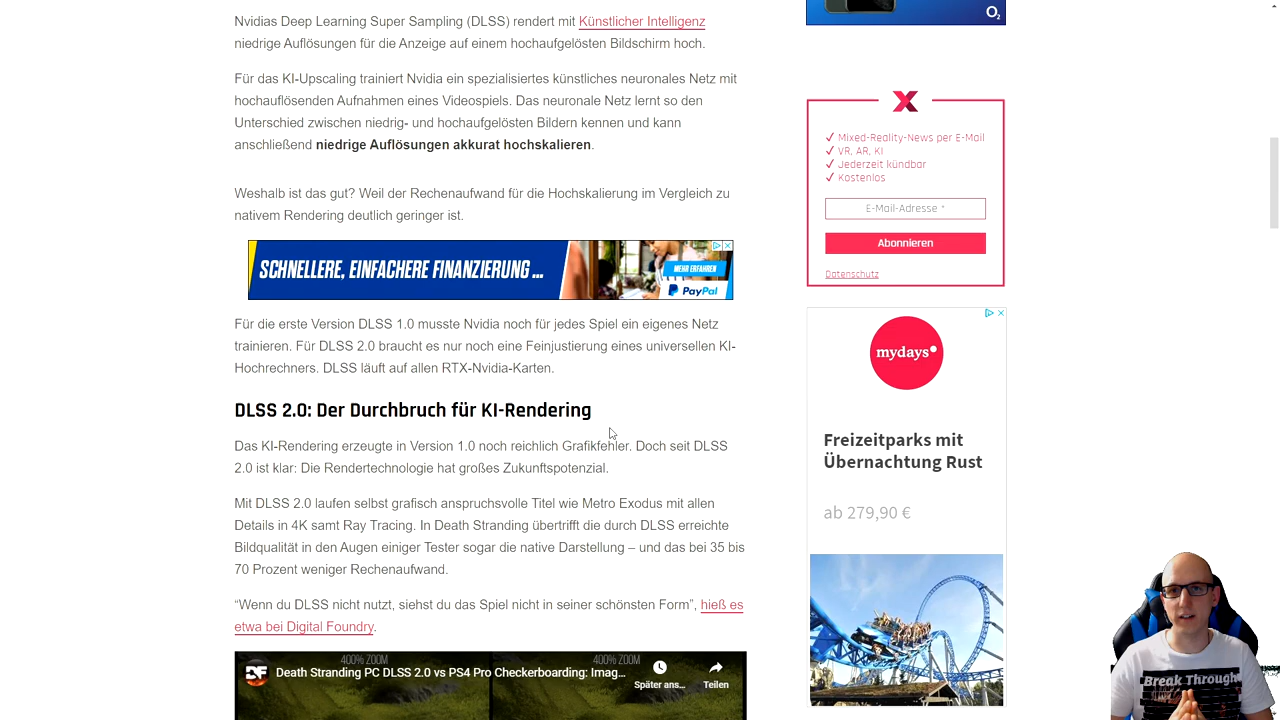 Nvidias Deep Learning Super Sampling (DLSS) rendert mit Künstlicher Intelligenz
niedrige Auflösungen für die Anzeige auf einem hochaufgelösten Bildschirm hoch.
Für das KI-Upscaling trainiert Nvidia ein spezialisiertes künstliches neuronales Netz mit
hochauflösenden Aufnahmen eines Videospiels. Das neuronale Netz lernt so den
Unterschied zwischen niedrig- und hochaufgelösten Bildern kennen und kann
anschließend niedrige Auflösungen akkurat hochskalieren.
Weshalb ist das gut? Weil der Rechenaufwand für die Hochskalierung im Vergleich zu
nativem Rendering deutlich geringer ist.
SCHNELLERE, EINFACHERE FINANZIERUNG ...
MEHR ERFAHREN
PayPal
Für die erste Version DLSS 1.0 musste Nvidia noch für jedes Spiel ein eigenes Netz
trainieren. Für DLSS 2.0 braucht es nur noch eine Feinjustierung eines universellen KI-
Hochrechners. DLSS läuft auf allen RTX-Nvidia-Karten.
DLSS 2.0: Der Durchbruch für KI-Rendering
Das KI-Rendering erzeugte in Version 1.0 noch reichlich Grafikfehler. Doch seit DLSS
2.0 ist klar: Die Rendertechnologie hat großes Zukunftspotenzial.
Mit DLSS 2.0 laufen selbst grafisch anspruchsvolle Titel wie Metro Exodus mit allen
Details in 4K samt Ray Tracing. In Death Stranding übertrifft die durch DLSS erreichte
Bildqualität in den Augen einiger Tester sogar die native Darstellung – und das bei 35 bis
70 Prozent weniger Rechenaufwand.
“Wenn du DLSS nicht nutzt, siehst du das Spiel nicht in seiner schönsten Form”, hieß es
etwa bei Digital Foundry.
400% ZOOM
400% ZOOM
Death Stranding PC DLSS 2.0 vs PS4 Pro Checkerboarding: Imag...
Später ans...
Teilen
O2
X
✓ Mixed-Reality-News per E-Mail
✓ VR, AR, KI
✓ Jederzeit kündbar
✓ Kostenlos
E-Mail-Adresse *
Abonnieren
Datenschutz
mydays
Freizeitparks mit
Übernachtung Rust
ab 279,90 €
Break Through